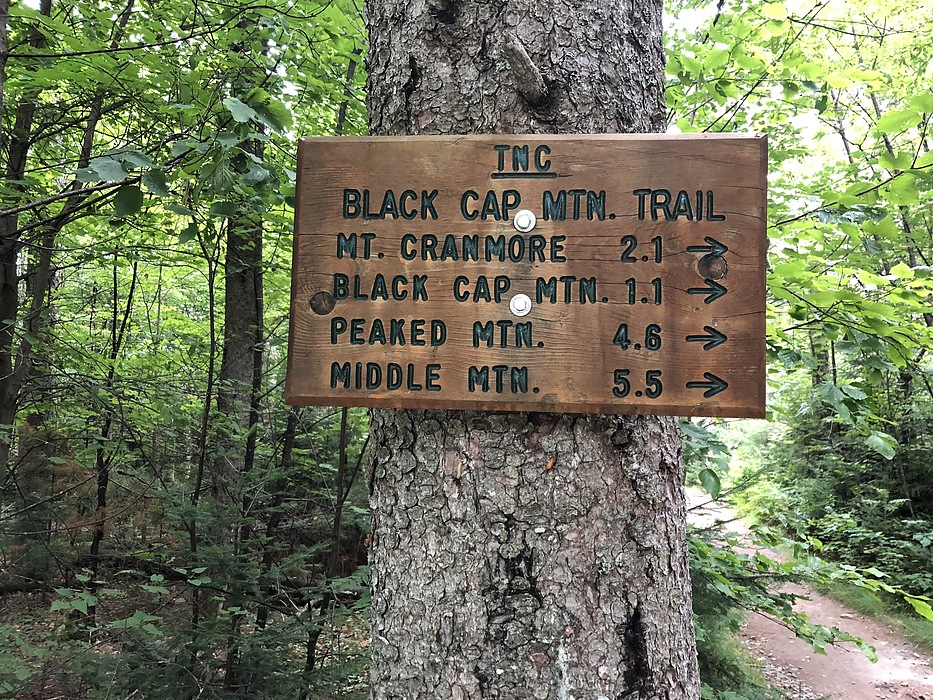 TNC
BLACK CAP MTN. TRAIL
MT. CRANMORE 2.1 →
BLACK CAP MTN. 1.1 →
PEAKED MTN. 4.6 →
MIDDLE MTN. 5.5 →